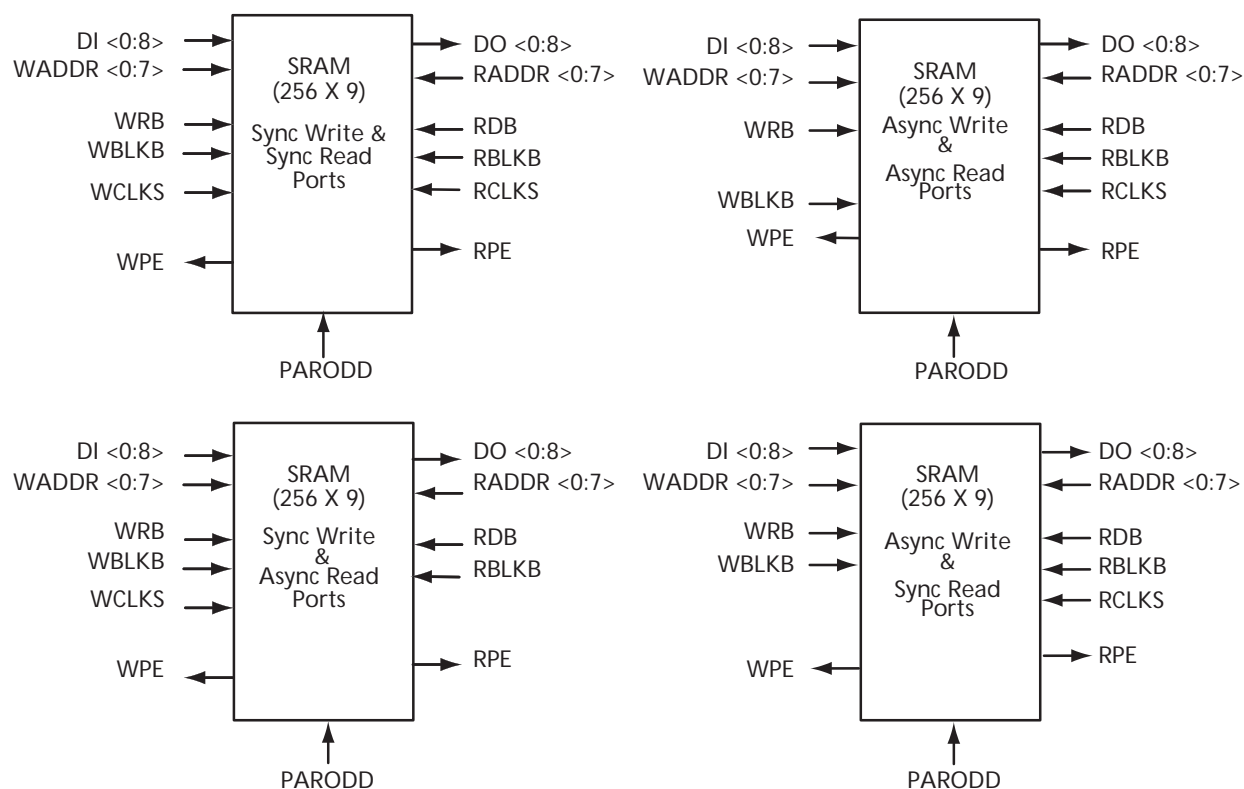 DI <0:8>
WADDR <0:7>
WRB
WBLKB
WCLKS
WPE
SRAM
(256 X 9)
Sync Write &
Sync Read
Ports
DO <0:8>
RADDR <0:7>
RDB
RBLKB
RCLKS
RPE
PARODD
DI <0:8>
WADDR <0:7>
WRB
WBLKB
WPE
SRAM
(256 X 9)
Async Write
&
Async Read
Ports
DO <0:8>
RADDR <0:7>
RDB
RBLKB
RCLKS
RPE
PARODD
DI <0:8>
WADDR <0:7>
WRB
WBLKB
WCLKS
WPE
SRAM
(256 X 9)
Sync Write
&
Async Read
Ports
DO <0:8>
RADDR <0:7>
RDB
RBLKB
RPE
PARODD
DI <0:8>
WADDR <0:7>
WRB
WBLKB
WPE
SRAM
(256 X 9)
Async Write
&
Sync Read
Ports
DO <0:8>
RADDR <0:7>
RDB
RBLKB
RCLKS
RPE
PARODD